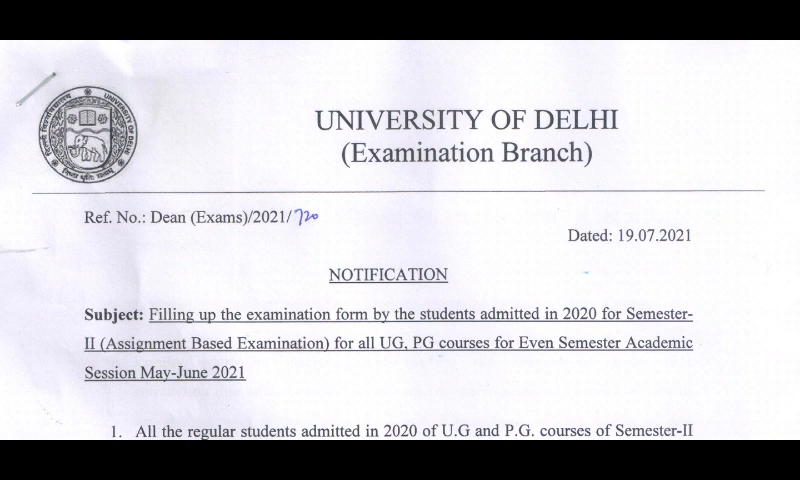 UNIVERSITY OF DELHI
(Examination Branch)
Ref. No.: Dean (Exams)/2021/720
Dated: 19.07.2021
NOTIFICATION
Subject: Filling up the examination form by the students admitted in 2020 for Semester-
II (Assignment Based Examination) for all UG, PG courses for Even Semester Academic
Session May-June 2021
1. All the regular students admitted in 2020 of U.G and P.G. courses of Semester-II